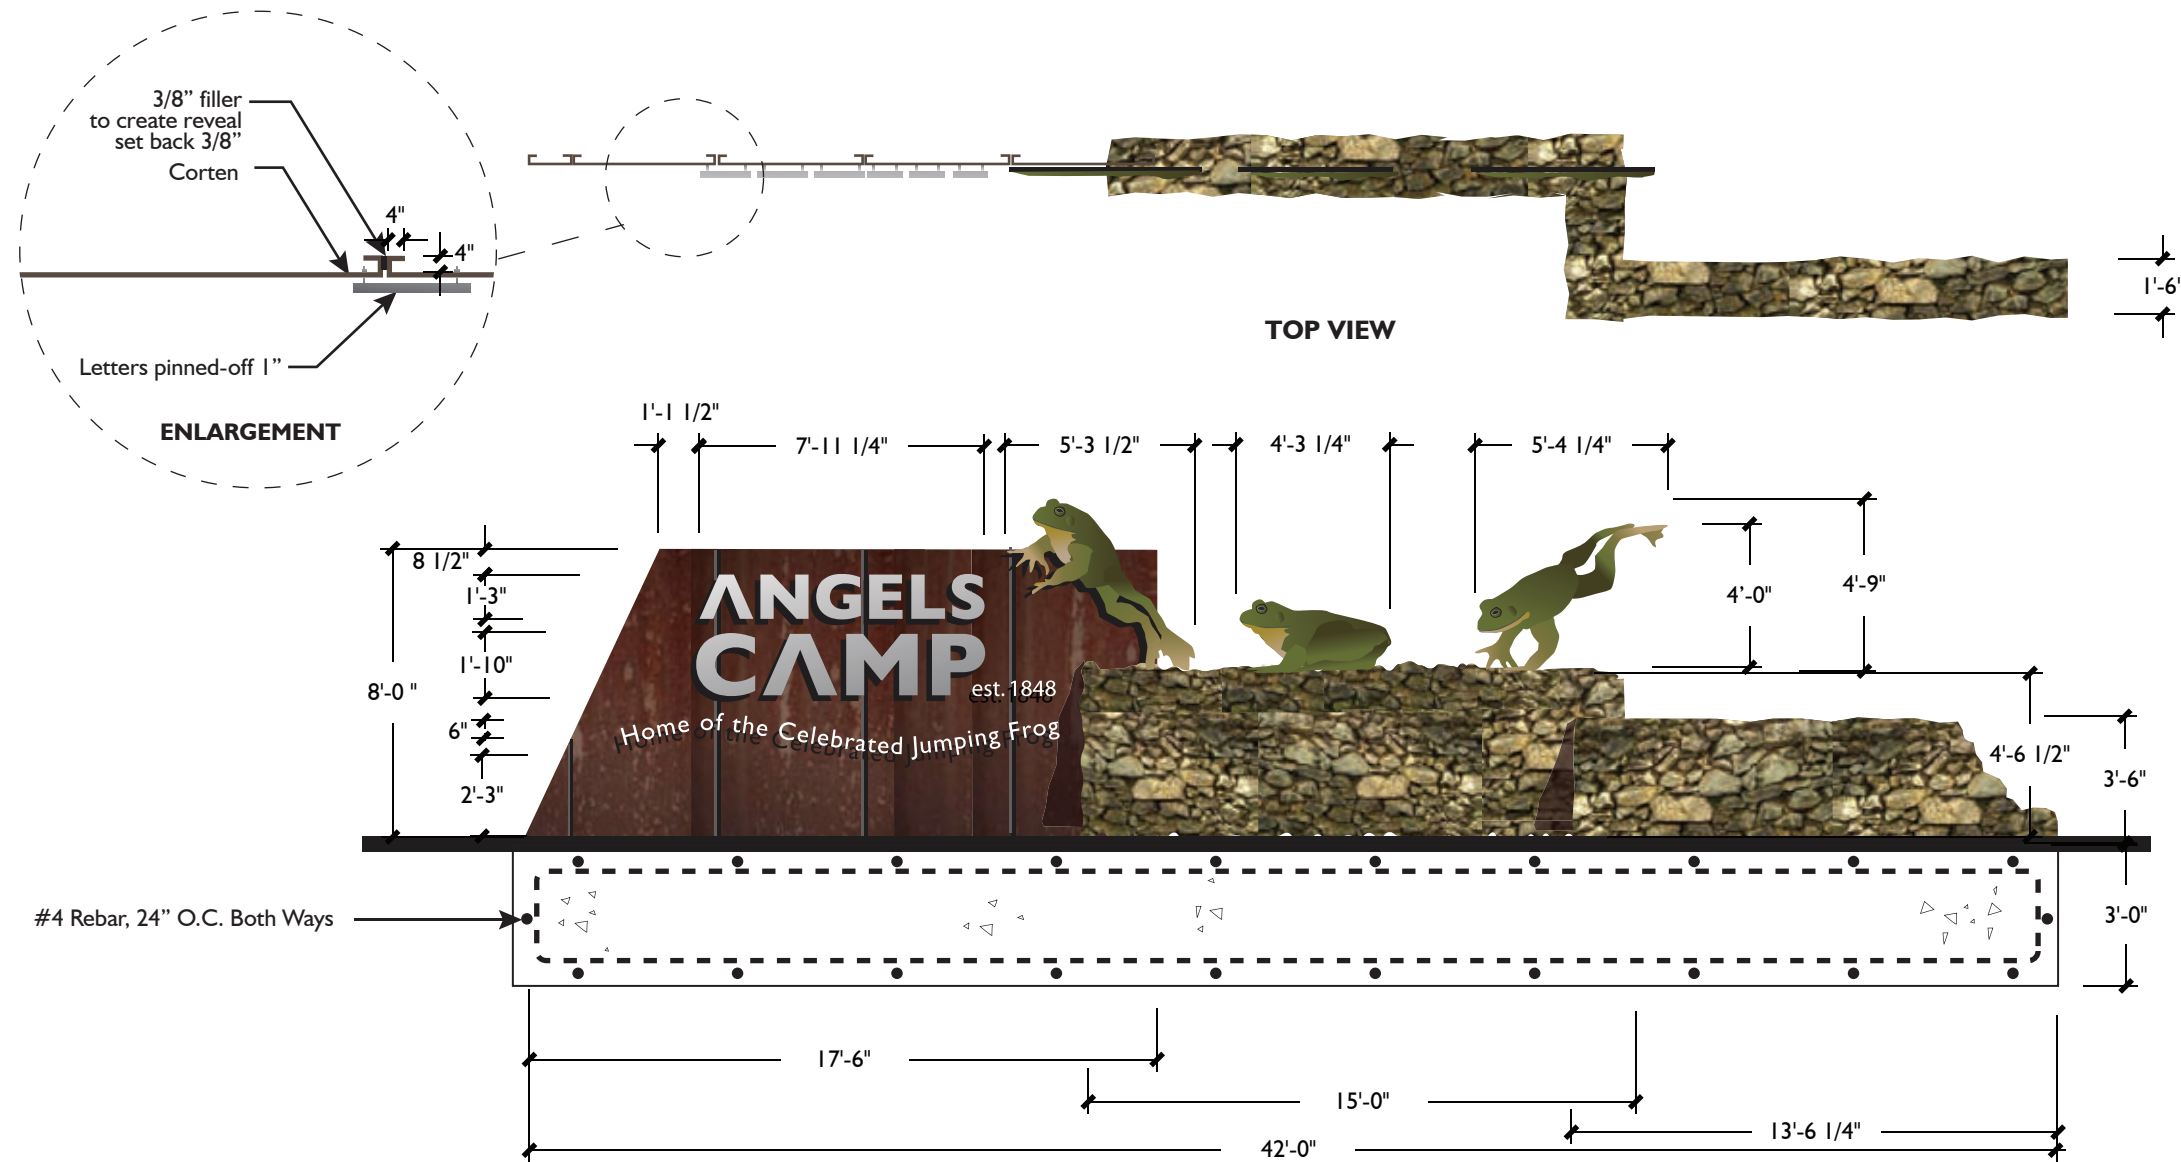 3/8” filler
to create reveal
set back 3/8”
Corten
4"
4"
Letters pinned-off 1”
ENLARGEMENT
TOP VIEW
1'-6"
1'-1 1/2"
7'-11 1/4"
5'-3 1/2"
4'-3 1/4"
5'-4 1/4"
8 1/2"
1'-3"
1'-10"
8'-0 "
6"
2'-3"
ANGELS
CAMP
est.1848
Home of the Celebrated Jumping Frog
4’-0"
4'-9"
4'-6 1/2"
3'-6"
#4 Rebar, 24” O.C. Both Ways
3'-0"
17'-6"
15'-0"
13'-6 1/4"
42'-0"